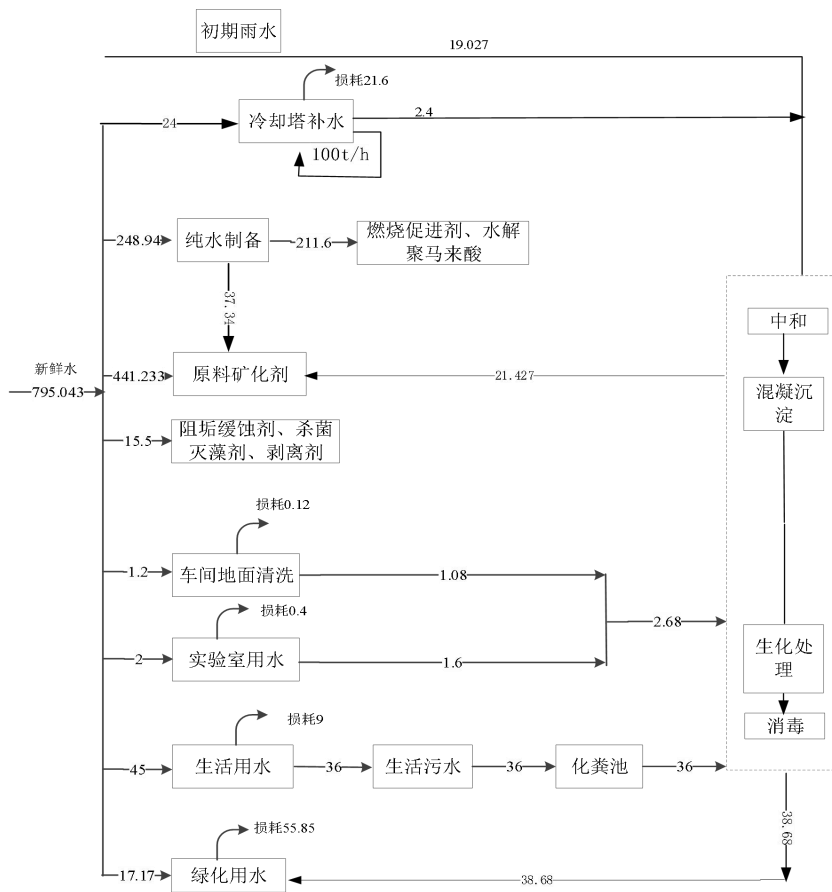 初期雨水
19.027
损耗21.6
24
冷却塔补水
2.4
100t/h
248.94
纯水制备
211.6
燃烧促进剂、水解
聚马来酸
37.34
中和
新鲜水
795.043
441.233
原料矿化剂
21.427
混凝沉
淀
15.5
阻垢缓蚀剂、杀菌
灭藻剂、剥离剂
损耗0.12
1.2
车间地面清洗
1.08
损耗0.4
2.68
2
实验室用水
1.6
生化处
理
损耗9
消毒
45
生活用水
36
生活污水
36
化粪池
36
损耗55.85
38.68
17.17
绿化用水
38.68